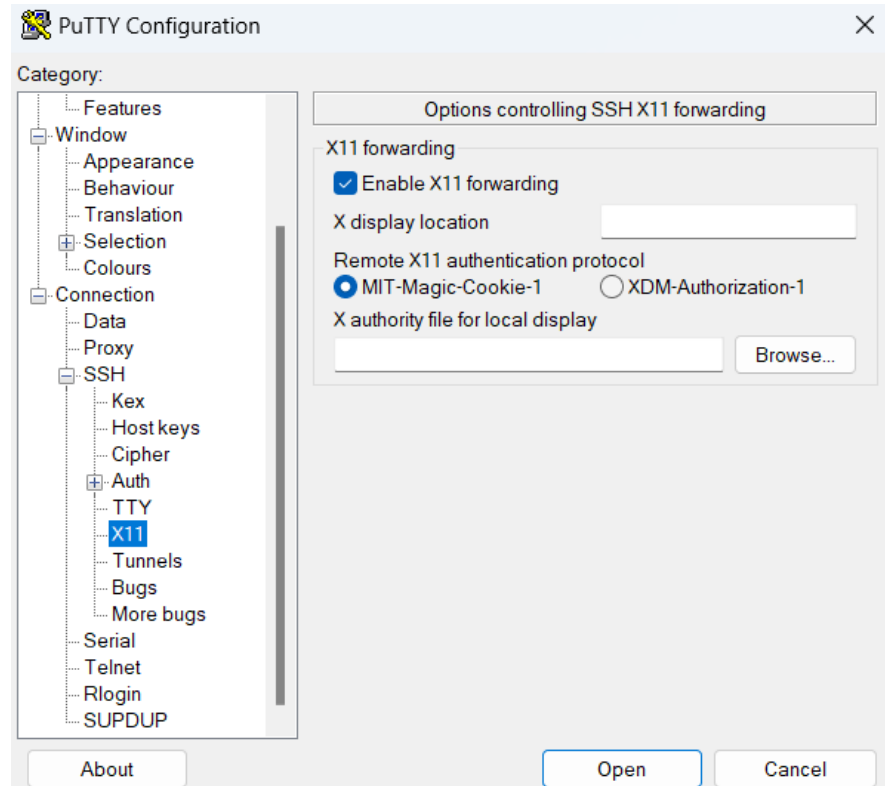 PuTTY Configuration
Category:
Features
Window
Appearance
Behaviour
Translation
Selection
Colours
Connection
Data
Proxy
SSH
Kex
Host keys
Cipher
Auth
TTY
X11
Tunnels
Bugs
More bugs
Serial
Telnet
Rlogin
SUPDUP
Options controlling SSH X11 forwarding
X11 forwarding
Enable X11 forwarding
X display location
Remote X11 authentication protocol
MIT-Magic-Cookie-1 XDM-Authorization-1
X authority file for local display
Browse...
About Open Cancel